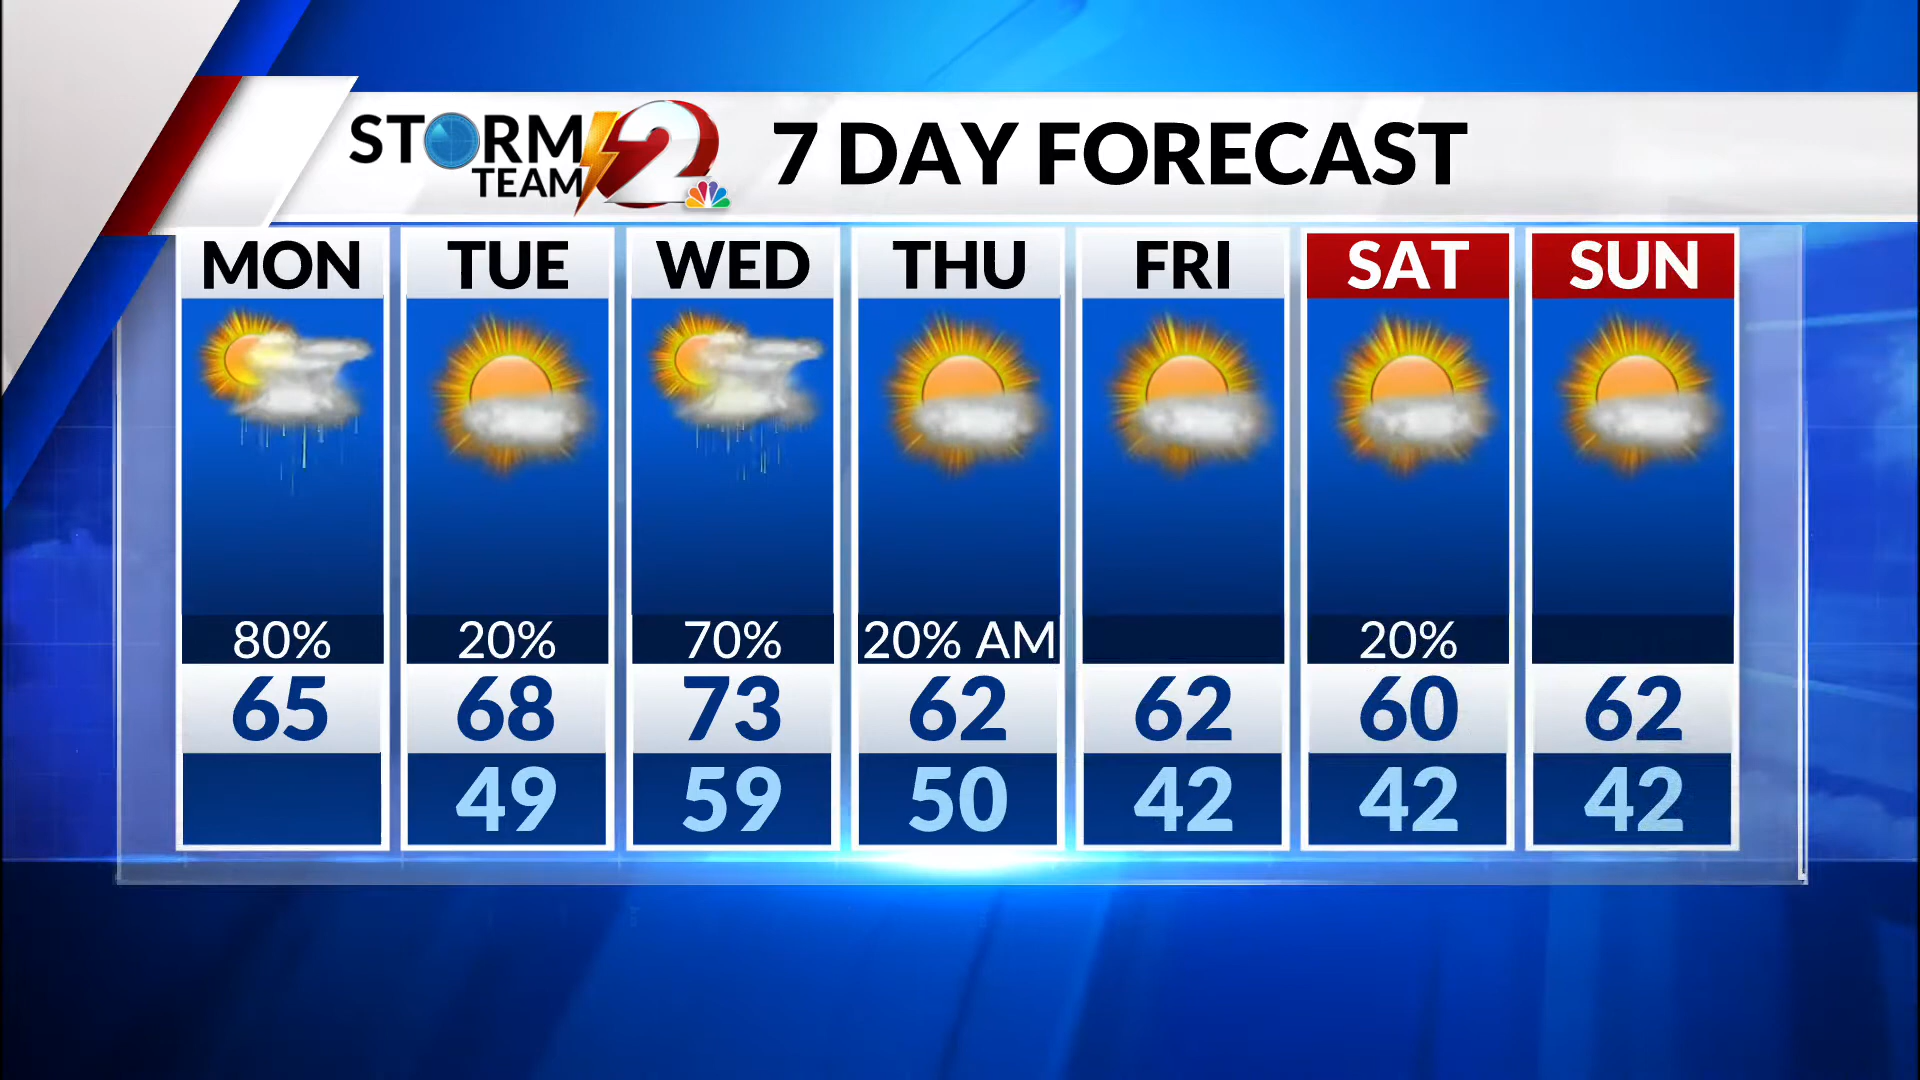 STORM TEAM 2 7 DAY FORECAST
MON TUE WED THU FRI SAT SUN
80% 20% 70% 20% AM 20%
65 68 73 62 62 60 62
49 59 50 42 42 42